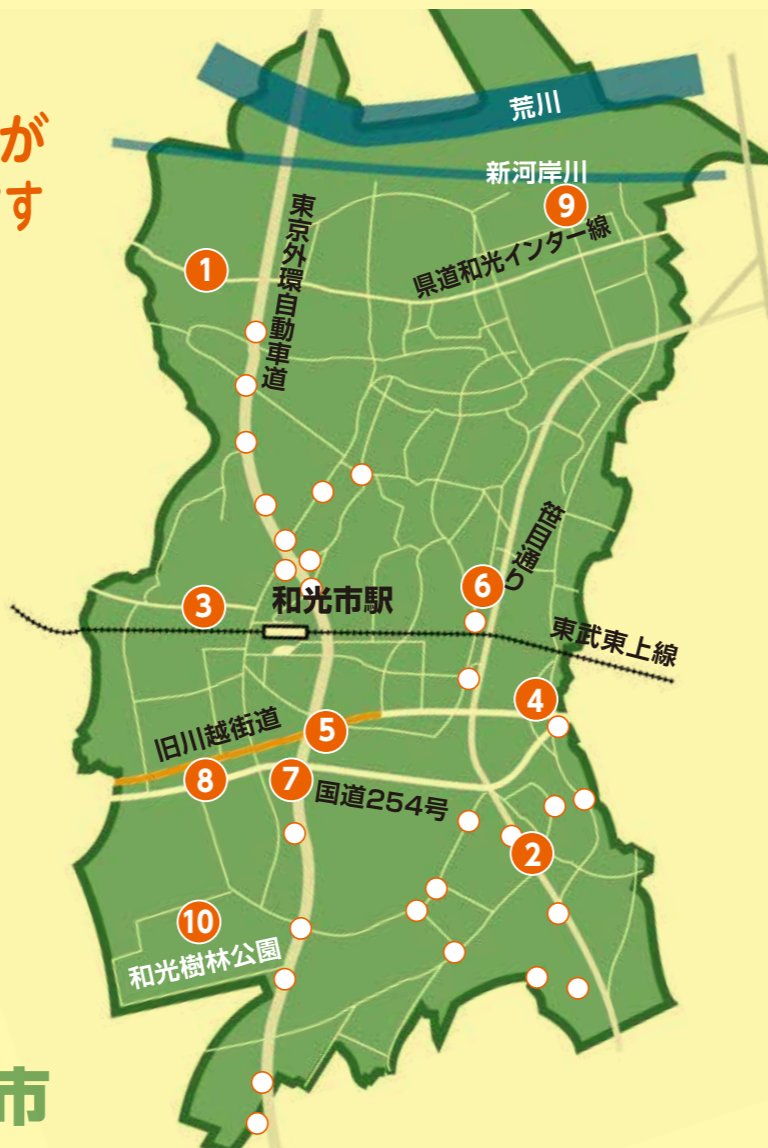 が
す
荒川
新河岸川
9
東京外環自動車道
県道和光インター線
1
笹目通り
6
3
和光市駅
東武東上線
4
旧川越街道
5
8
7
国道254号
2
10
和光樹林公園
市